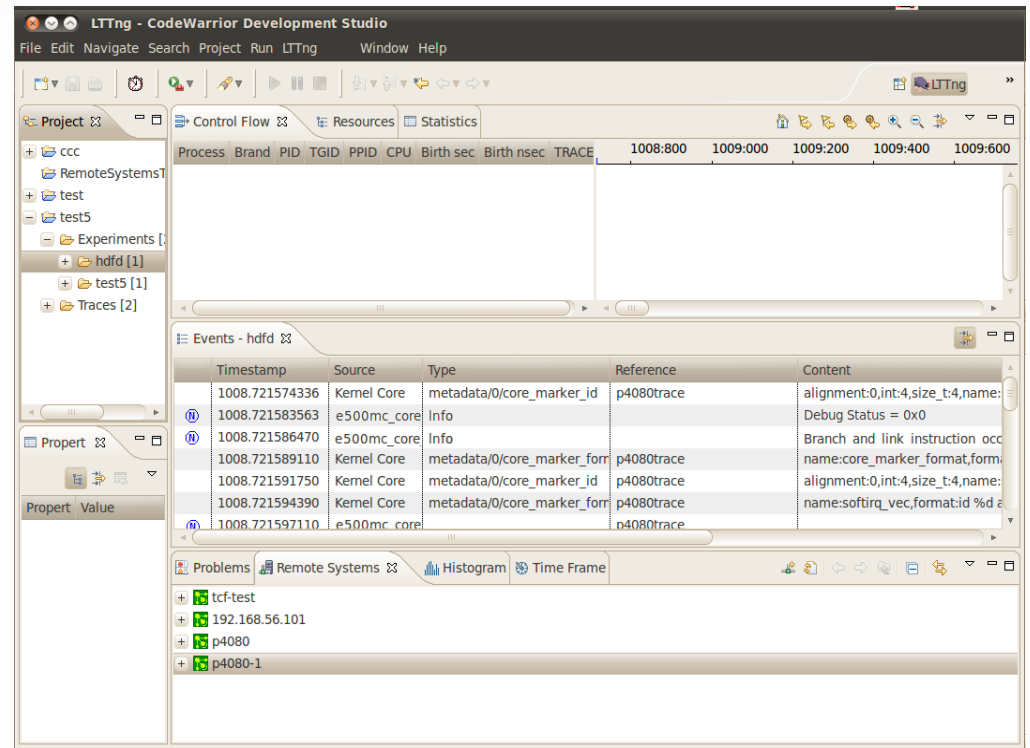 LTTng - CodeWarrior Development Studio
File Edit Navigate Search Project Run LTTng Window Help
LTTng »
Project
ccc
RemoteSystemsT
test
test5
Experiments [
hdfd [1]
test5 [1]
Traces [2]
Propert
Propert Value
Control Flow Resources Statistics
Process Brand PID TGID PPID CPU Birth sec Birth nsec TRACE 1008:800 1009:000 1009:200 1009:400 1009:600
Events - hdfd
Timestamp Source Type Reference Content
1008.721574336 Kernel Core metadata/0/core_marker_id p4080trace alignment:0,int:4,size_t:4,name:
N 1008.721583563 e500mc_core Info Debug Status = 0x0
N 1008.721586470 e500mc_core Info Branch and link instruction occ
1008.721589110 Kernel Core metadata/0/core_marker_forn p4080trace name:core_marker_format,forma
1008.721591750 Kernel Core metadata/0/core_marker_id p4080trace alignment:0,int:4,size_t:4,name:
1008.721594390 Kernel Core metadata/0/core_marker_forn p4080trace name:softirq_vec,format:id %d a
N 1008.721597110 e500mc core p4080trace
Problems Remote Systems Histogram Time Frame
tcf-test
192.168.56.101
p4080
p4080-1